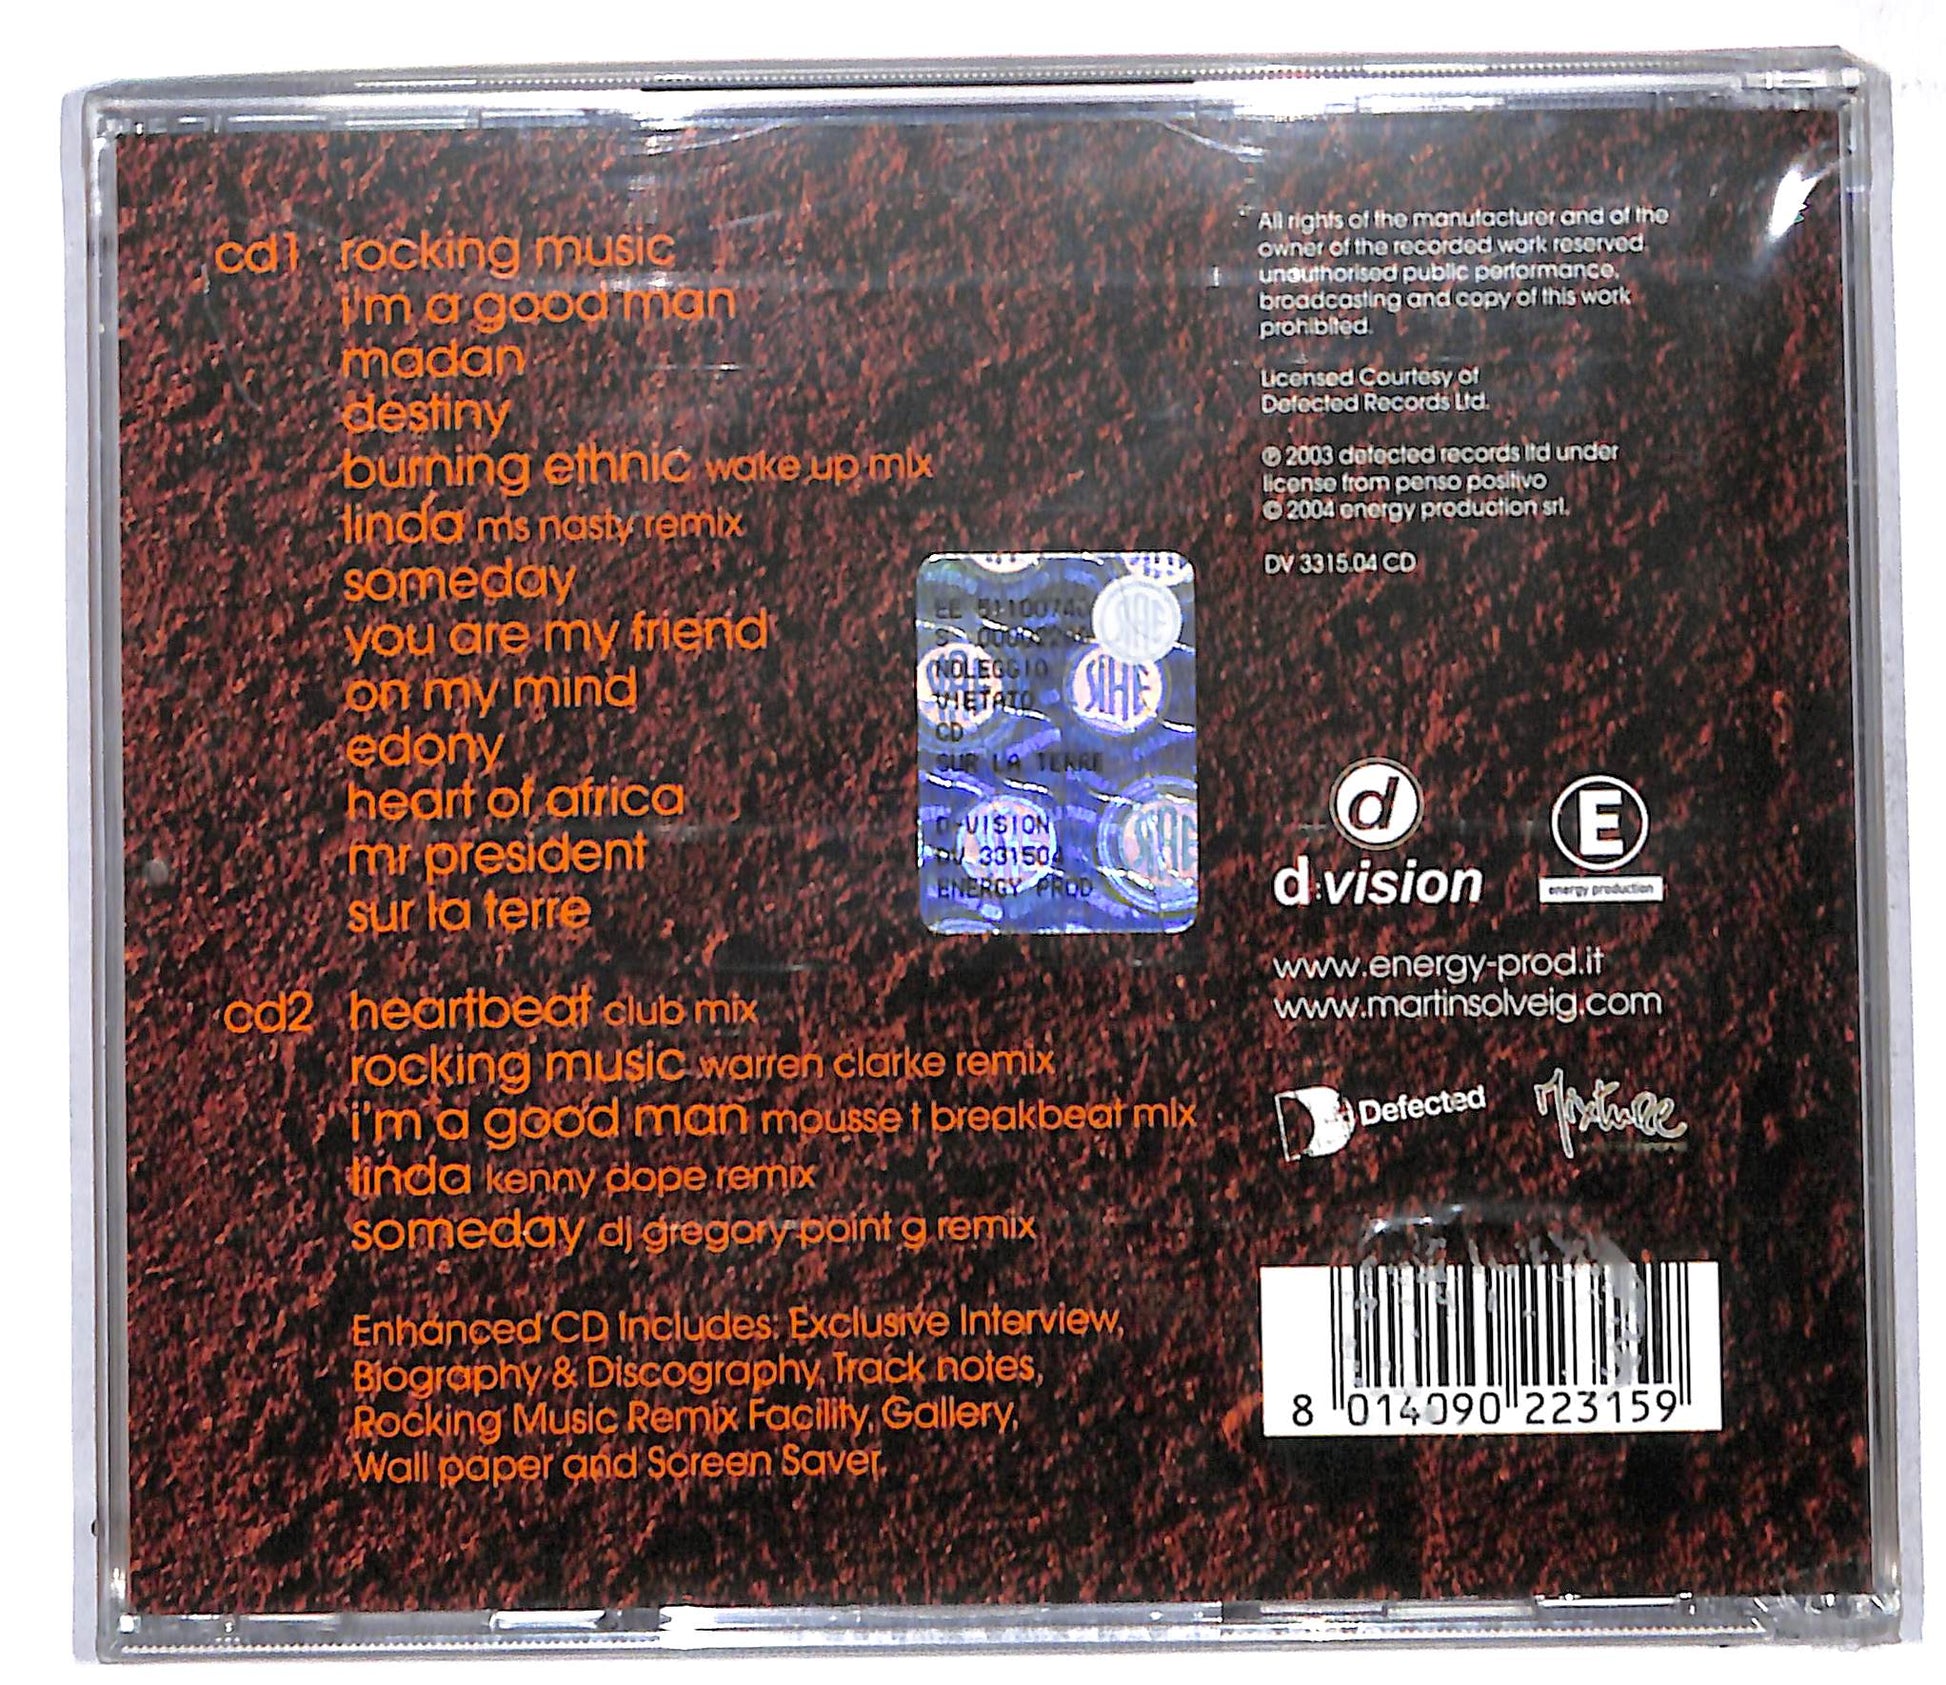 cd1 rocking music
i'm a good man
madan
destiny
burning ethnic wake up mix
linda ms nasty remix
someday
you are my friend
on my mind
edony
heart of africa
mr president
sur la terre
cd2 heartbeat club mix
rocking music warren clarke remix
i'm a good man mousse t breakbeat mix
linda kenny dope remix
someday dj gregory point g remix
Enhanced CD Includes: Exclusive Interview,
Biography & Discography, Track notes,
Rocking Music Remix Facility, Gallery,
Wall paper and Screen Saver.
NOLEGGIO
VIETATO
CD
SUR LA TERRE
D-VISION
DV 331504
ENERGY PROD
SIAE
All rights of the manufacturer and of the
owner of the recorded work reserved.
unauthorised public performance,
broadcasting and copy of this work
prohibited.
Licensed Courtesy of
Defected Records Ltd.
℗ 2003 defected records ltd under
license from penso positivo
© 2004 energy production srl.
DV 3315.04 CD
d
d:vision
E
energy production
www.energy-prod.it
www.martinsolveig.com
Defected
Mixture
8 014090 223159